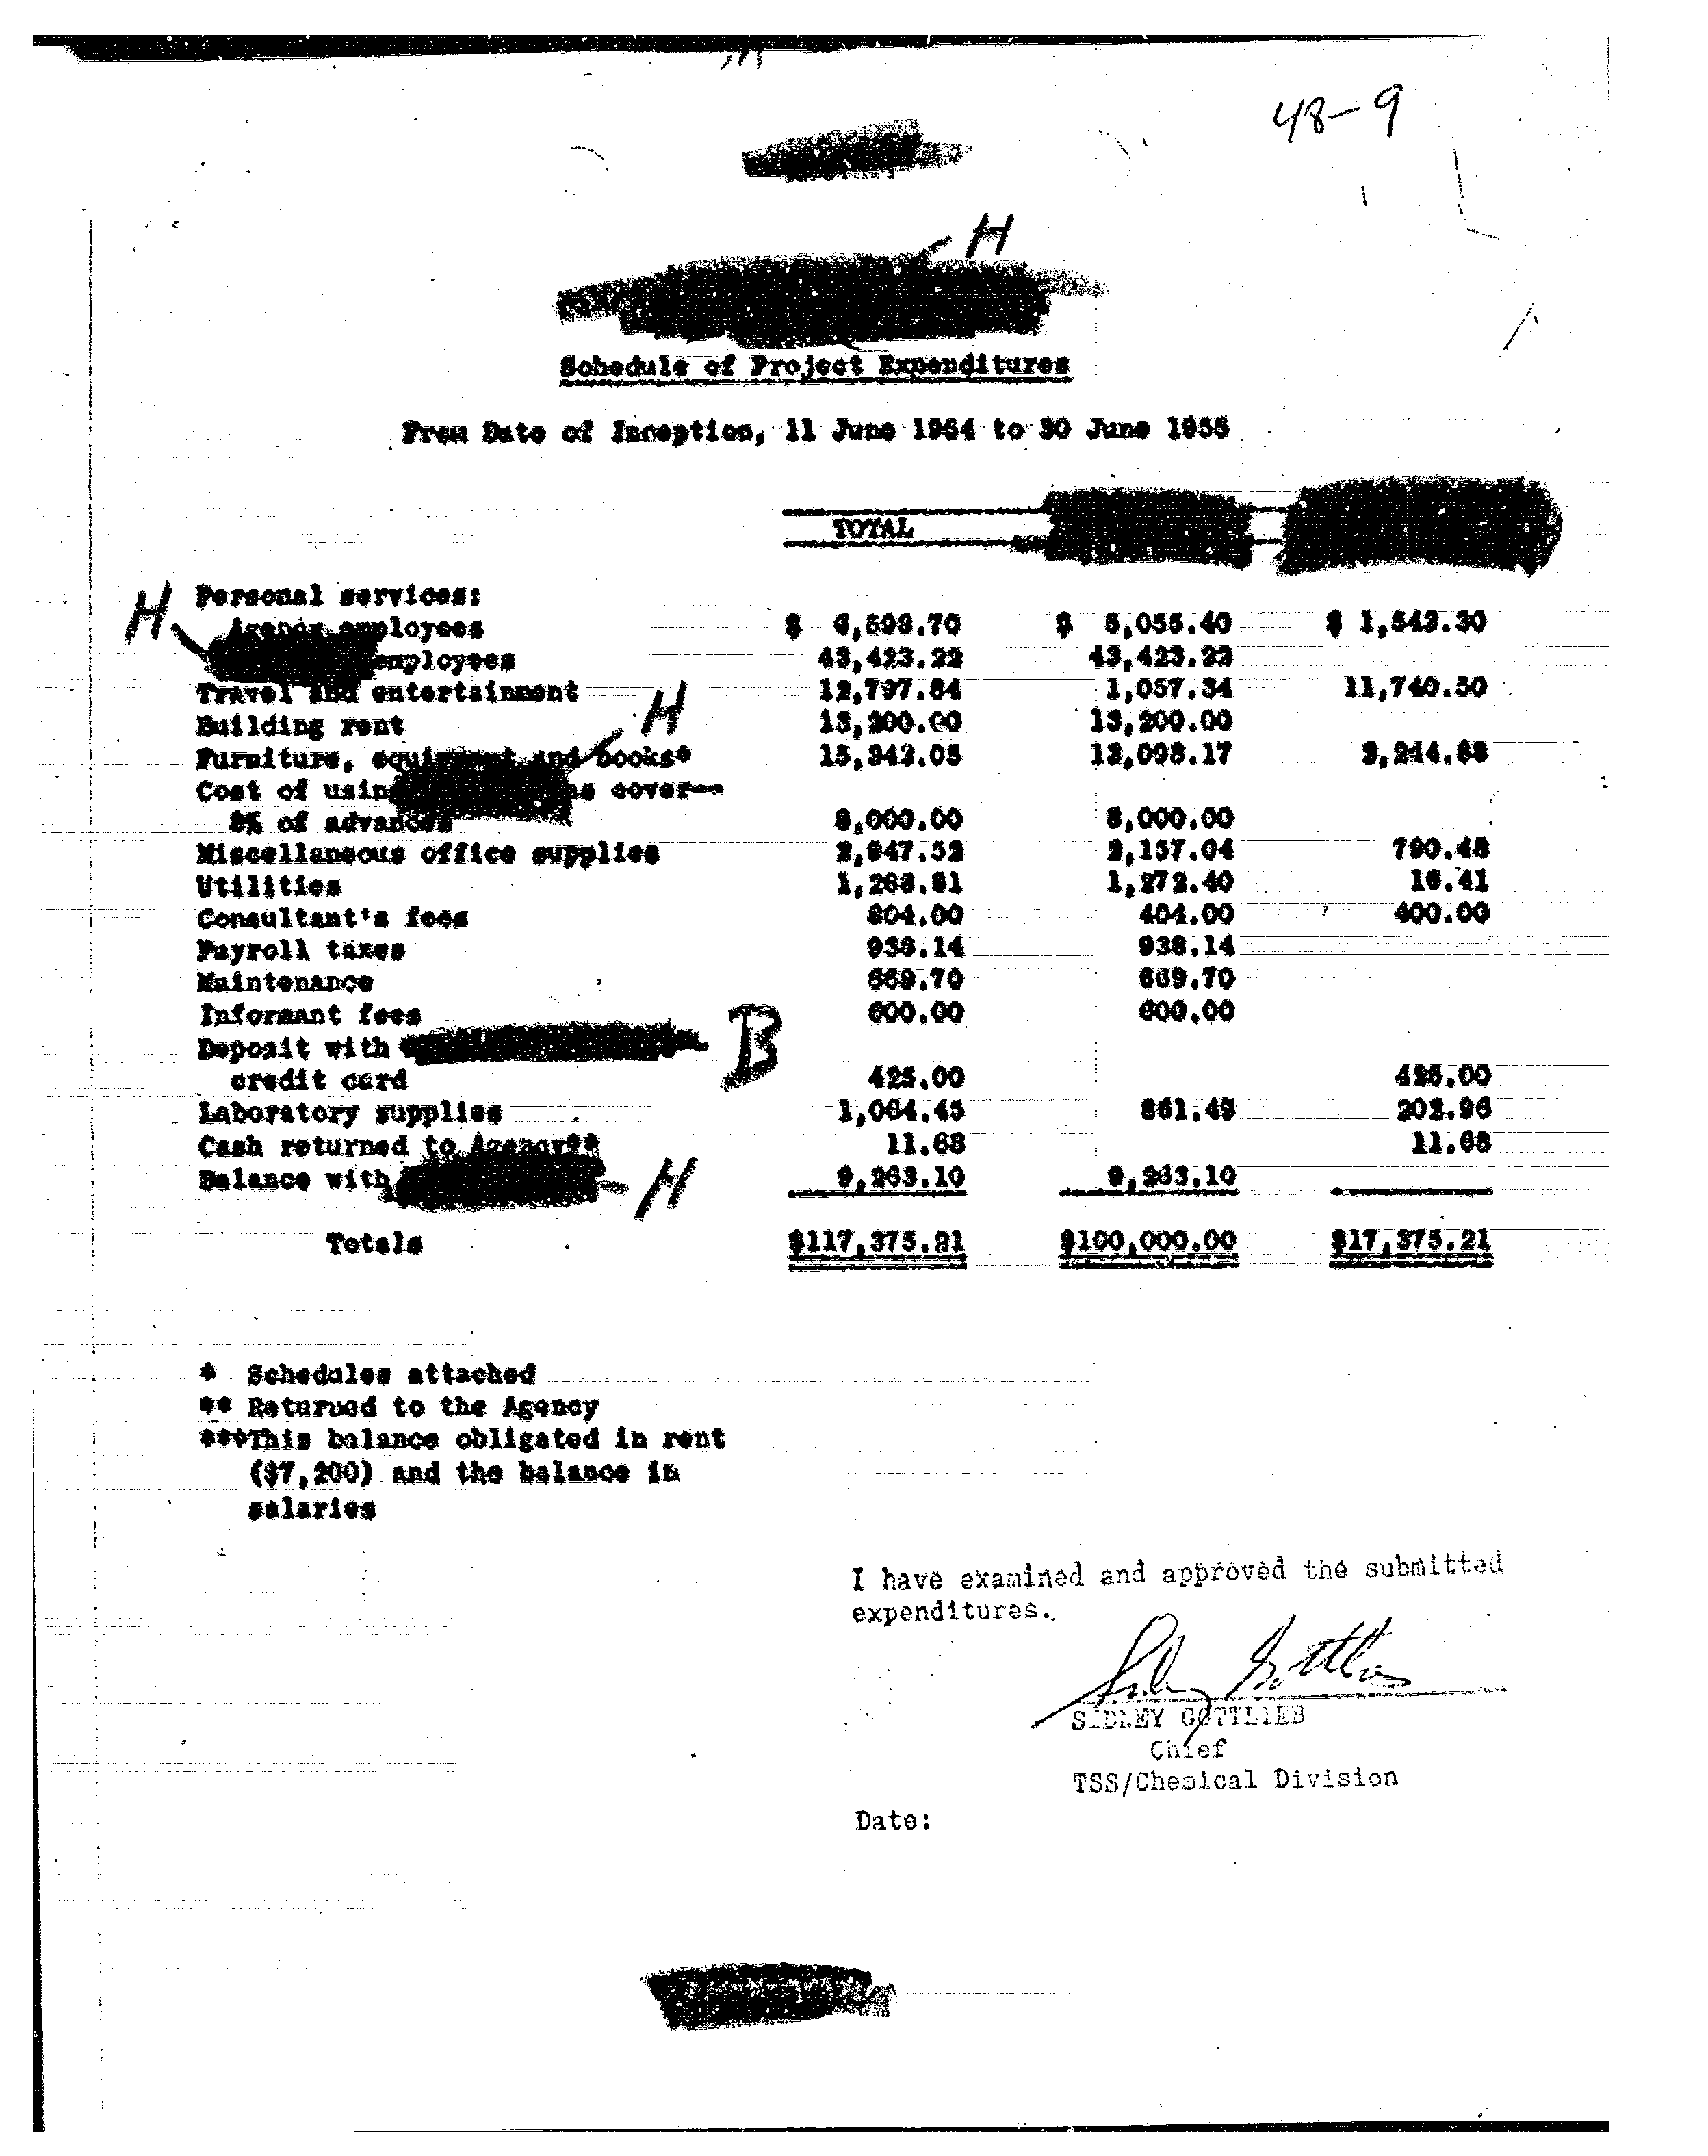 48-9
H
Schedule of Project Expenditures
From Date of Inception, 11 June 1954 to 30 June 1955
TOTAL
Personal services:
H Agency employees $ 6,598.70 $ 5,055.40 $ 1,543.30
employees 43,423.22 43,423.22
Travel and entertainment 12,797.84 1,057.34 11,740.50
Building rent H 13,200.00 13,200.00
Furniture, equipment and books* 15,343.05 13,098.17 2,244.88
Cost of using as cover--
8% of advances 8,000.00 8,000.00
Miscellaneous office supplies 2,947.52 2,157.04 790.48
Utilities 1,288.81 1,272.40 16.41
Consultant's fees 804.00 404.00 400.00
Payroll taxes 938.14 938.14
Maintenance 669.70 669.70
Informant fees 600.00 600.00
Deposit with B
credit card 425.00 425.00
Laboratory supplies 1,064.45 861.49 202.96
Cash returned to Agency** 11.68 11.68
Balance with H 9,263.10 9,263.10
Totals $117,375.21 $100,000.00 $17,375.21
* Schedules attached
** Returned to the Agency
***This balance obligated in rent
($7,200) and the balance in
salaries
I have examined and approved the submitted
expenditures.
Sidney Gottlieb
SIDNEY GOTTLIEB
Chief
TSS/Chemical Division
Date: